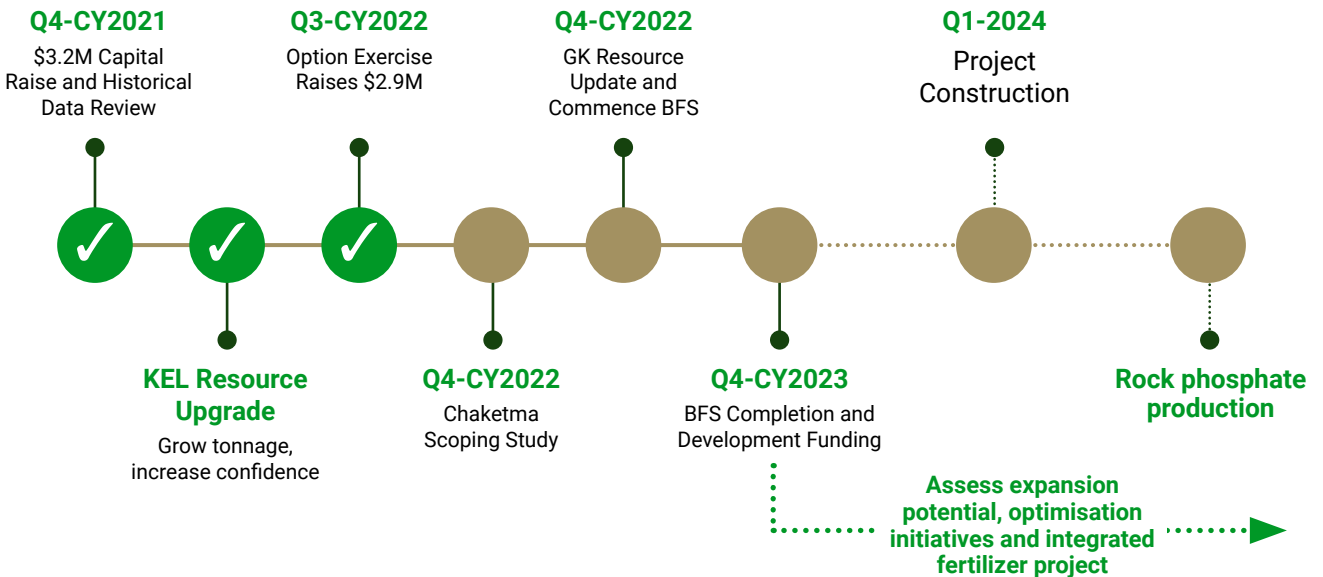 Q4-CY2021
$3.2M Capital
Raise and Historical
Data Review
Q3-CY2022
Option Exercise
Raises $2.9M
Q4-CY2022
GK Resource
Update and
Commence BFS
Q1-2024
Project
Construction
KEL Resource
Upgrade
Grow tonnage,
increase confidence
Q4-CY2022
Chaketma
Scoping Study
Q4-CY2023
BFS Completion and
Development Funding
Rock phosphate
production
Assess expansion
potential, optimisation
initiatives and integrated
fertilizer project